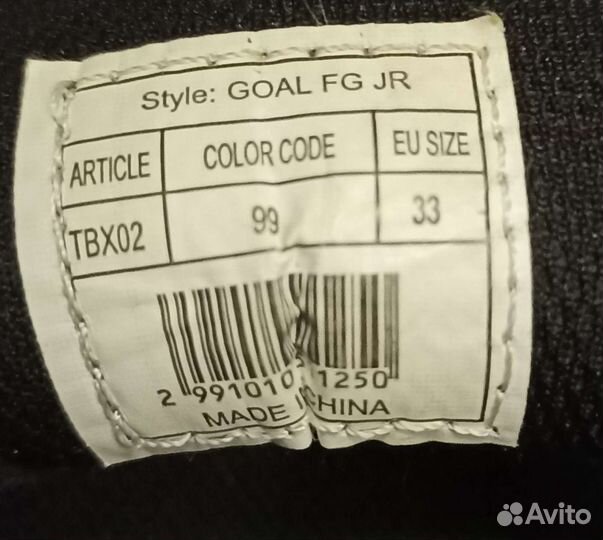 Style: GOAL FG JR
ARTICLE COLOR CODE EU SIZE
TBX02 99 33
2 991010 1250
MADE CHINA
Avito